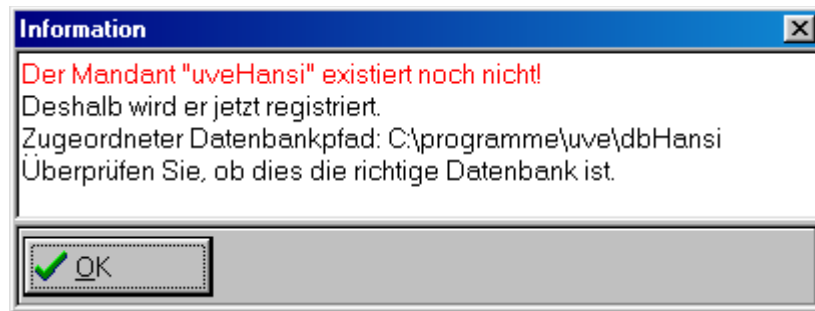 Information
Der Mandant "uveHansi" existiert noch nicht!
Deshalb wird er jetzt registriert.
Zugeordneter Datenbankpfad: C:\programme\uve\dbHansi
Überprüfen Sie, ob dies die richtige Datenbank ist.
OK